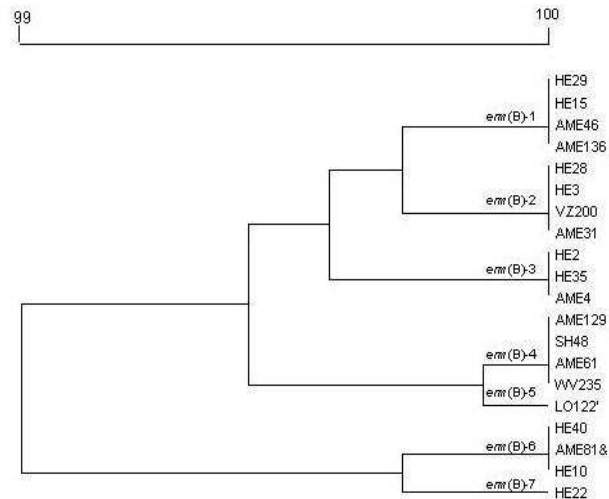 99 100
HE29
HE15
erm(B)-1
AME46
AME136
HE28
HE3
erm(B)-2
VZ200
AME31
HE2
erm(B)-3
HE35
AME4
AME129
SH48
erm(B)-4
AME61
WV235
erm(B)-5
LO122'
HE40
erm(B)-6
AME81&
HE10
erm(B)-7
HE22